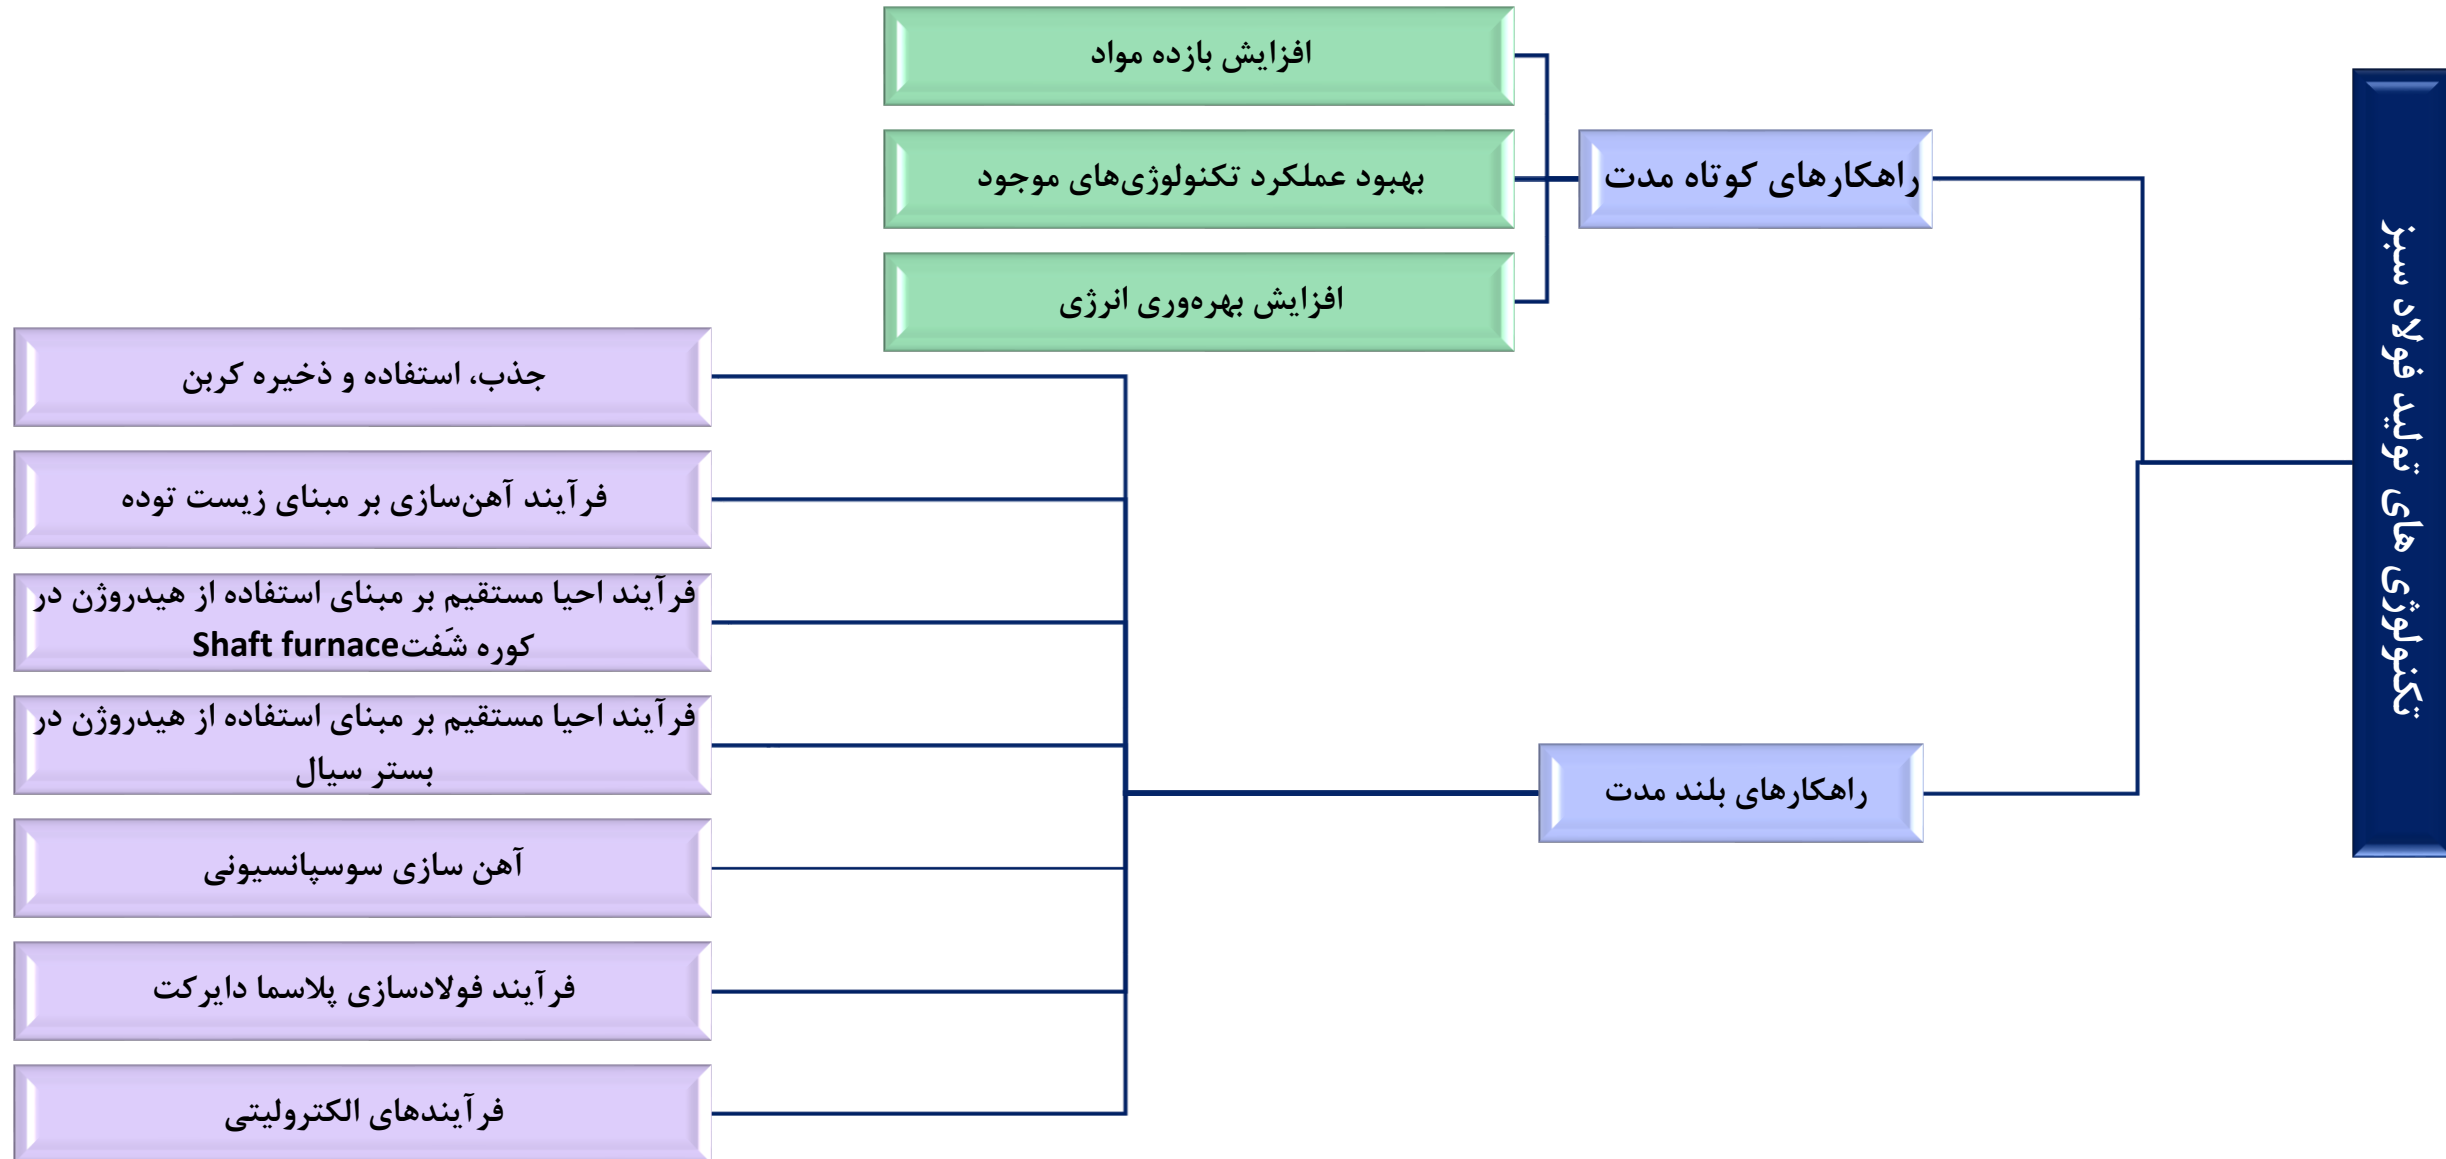 تکنولوژی های تولید فولاد سبز
راهکارهای کوتاه مدت
افزایش بازده مواد
بهبود عملکرد تکنولوژی‌های موجود
افزایش بهره‌وری انرژی
راهکارهای بلند مدت
جذب، استفاده و ذخیره کربن
فرآیند آهن‌سازی بر مبنای زیست توده
فرآیند احیا مستقیم بر مبنای استفاده از هیدروژن در
کوره شَفتShaft furnace
فرآیند احیا مستقیم بر مبنای استفاده از هیدروژن در
بستر سیال
آهن سازی سوسپانسیونی
فرآیند فولادسازی پلاسما دایرکت
فرآیندهای الکترولیتی